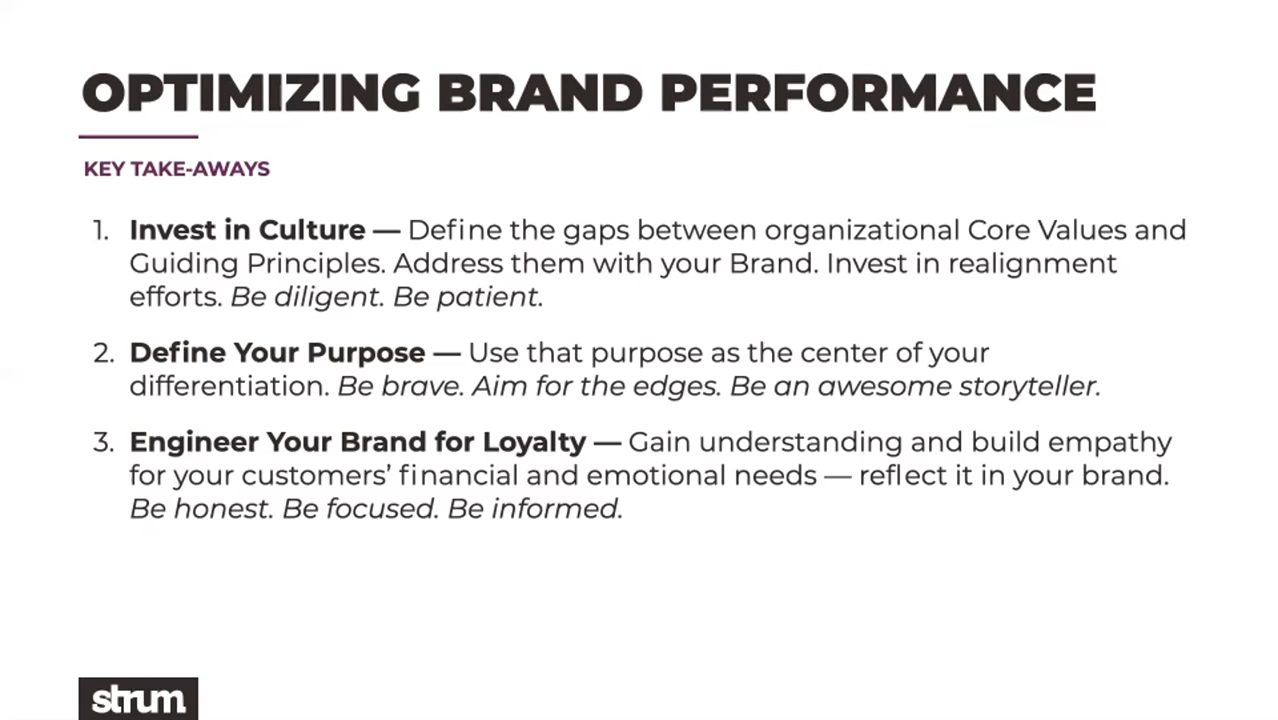 OPTIMIZING BRAND PERFORMANCE
KEY TAKE-AWAYS
1. Invest in Culture — Define the gaps between organizational Core Values and
Guiding Principles. Address them with your Brand. Invest in realignment
efforts. Be diligent. Be patient.
2. Define Your Purpose — Use that purpose as the center of your
differentiation. Be brave. Aim for the edges. Be an awesome storyteller.
3. Engineer Your Brand for Loyalty — Gain understanding and build empathy
for your customers’ financial and emotional needs — reflect it in your brand.
Be honest. Be focused. Be informed.
strum